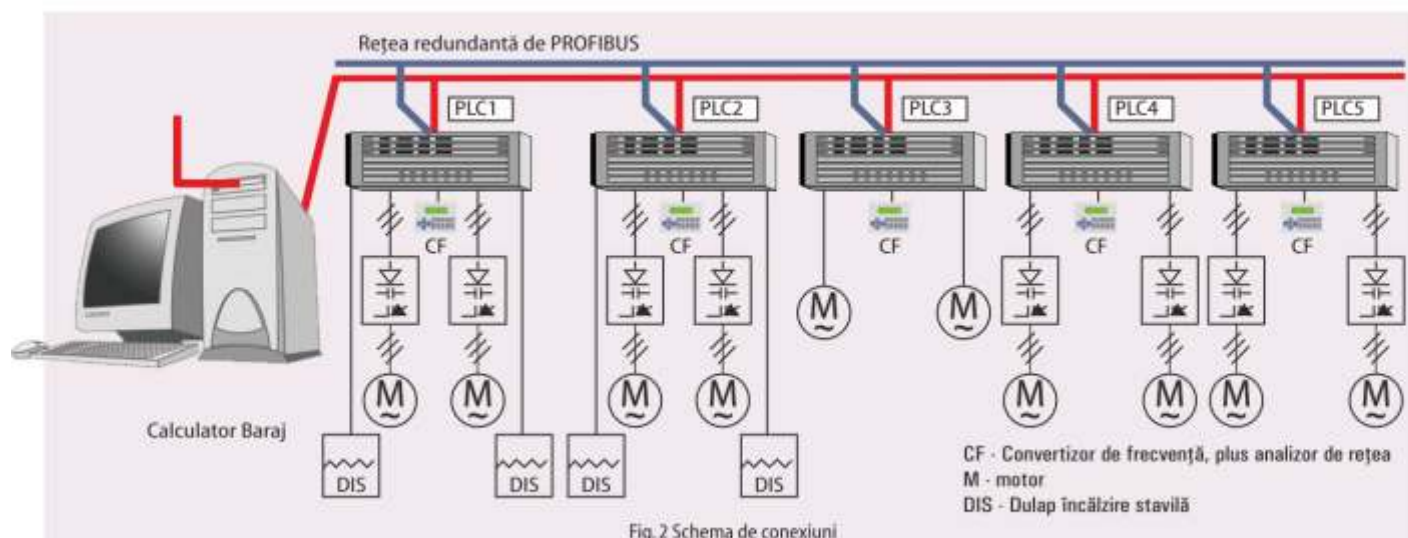 Rețea redundantă de PROFIBUS
PLC1 PLC2 PLC3 PLC4 PLC5
CF CF CF CF CF
M M
M M M M M M M M
Calculator Baraj
DIS DIS DIS DIS
CF - Convertizor de frecvență, plus analizor de rețea
M - motor
DIS - Dulap încălzire stavilă
Fig. 2 Schema de conexiuni